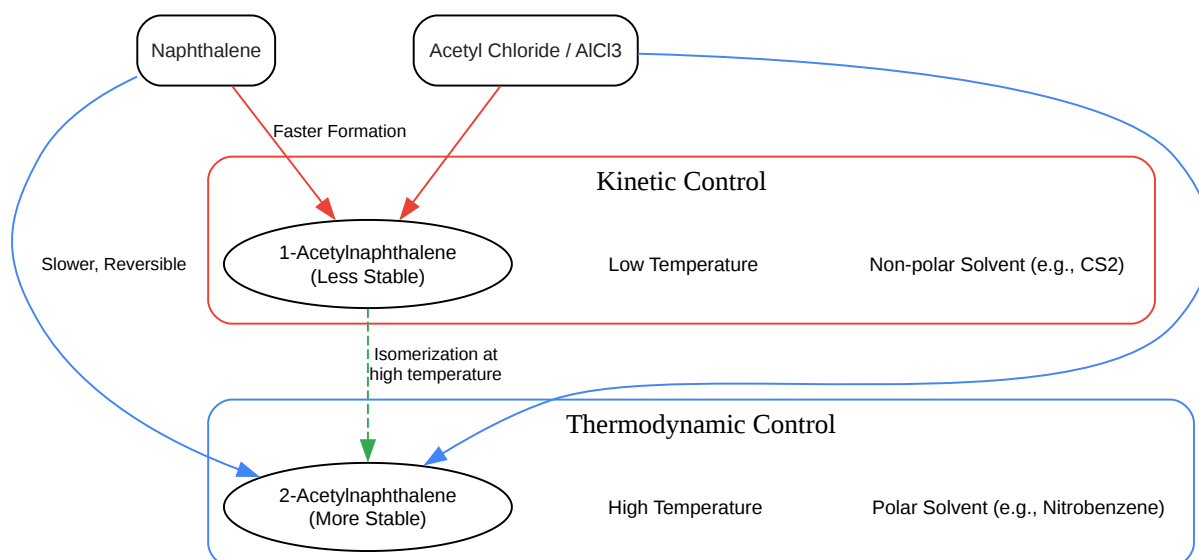 Naphthalene
Acetyl Chloride / AlCl3
Faster Formation
Kinetic Control
1-Acetylnaphthalene
(Less Stable)
Low Temperature
Non-polar Solvent (e.g., CS2)
Slower, Reversible
Isomerization at
high temperature
Thermodynamic Control
2-Acetylnaphthalene
(More Stable)
High Temperature
Polar Solvent (e.g., Nitrobenzene)